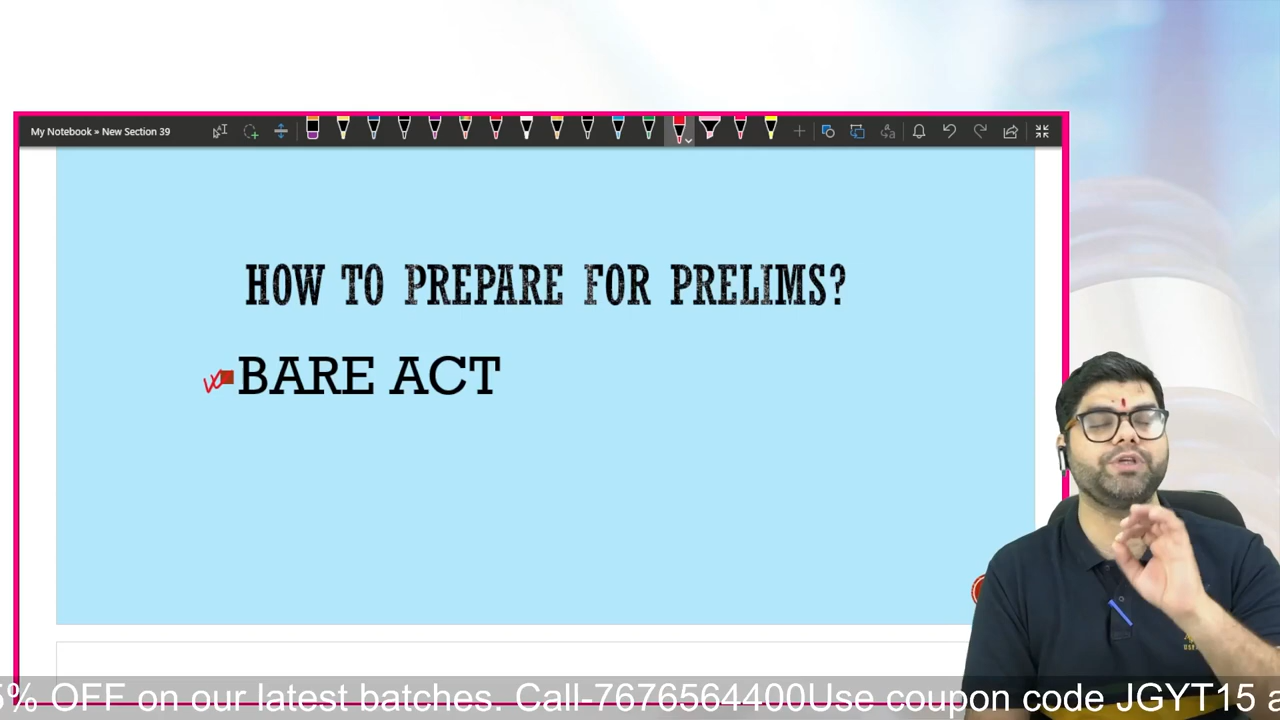 My Notebook » New Section 39
HOW TO PREPARE FOR PRELIMS?
BARE ACT
5% OFF on our latest batches. Call-7676564400Use coupon code JGYT15 a